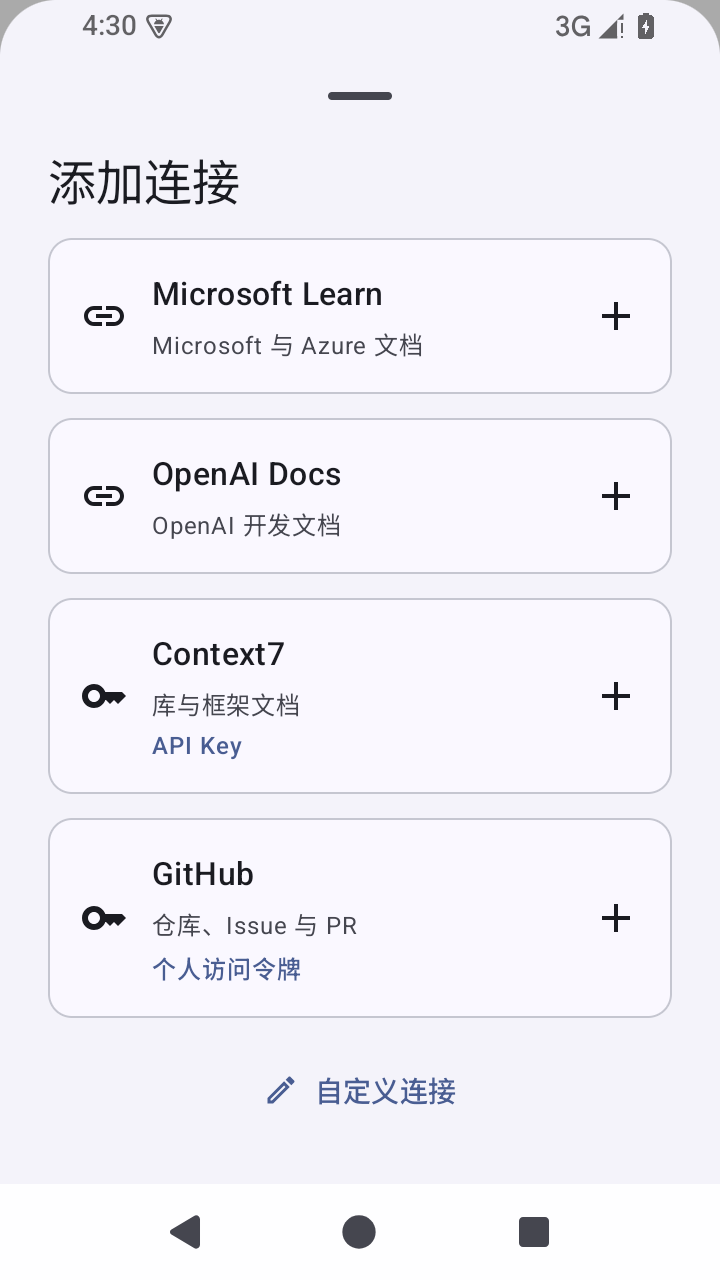 4:30
3G
添加连接
Microsoft Learn
Microsoft 与 Azure 文档
OpenAI Docs
OpenAI 开发文档
Context7
库与框架文档
API Key
GitHub
仓库、Issue 与 PR
个人访问令牌
自定义连接